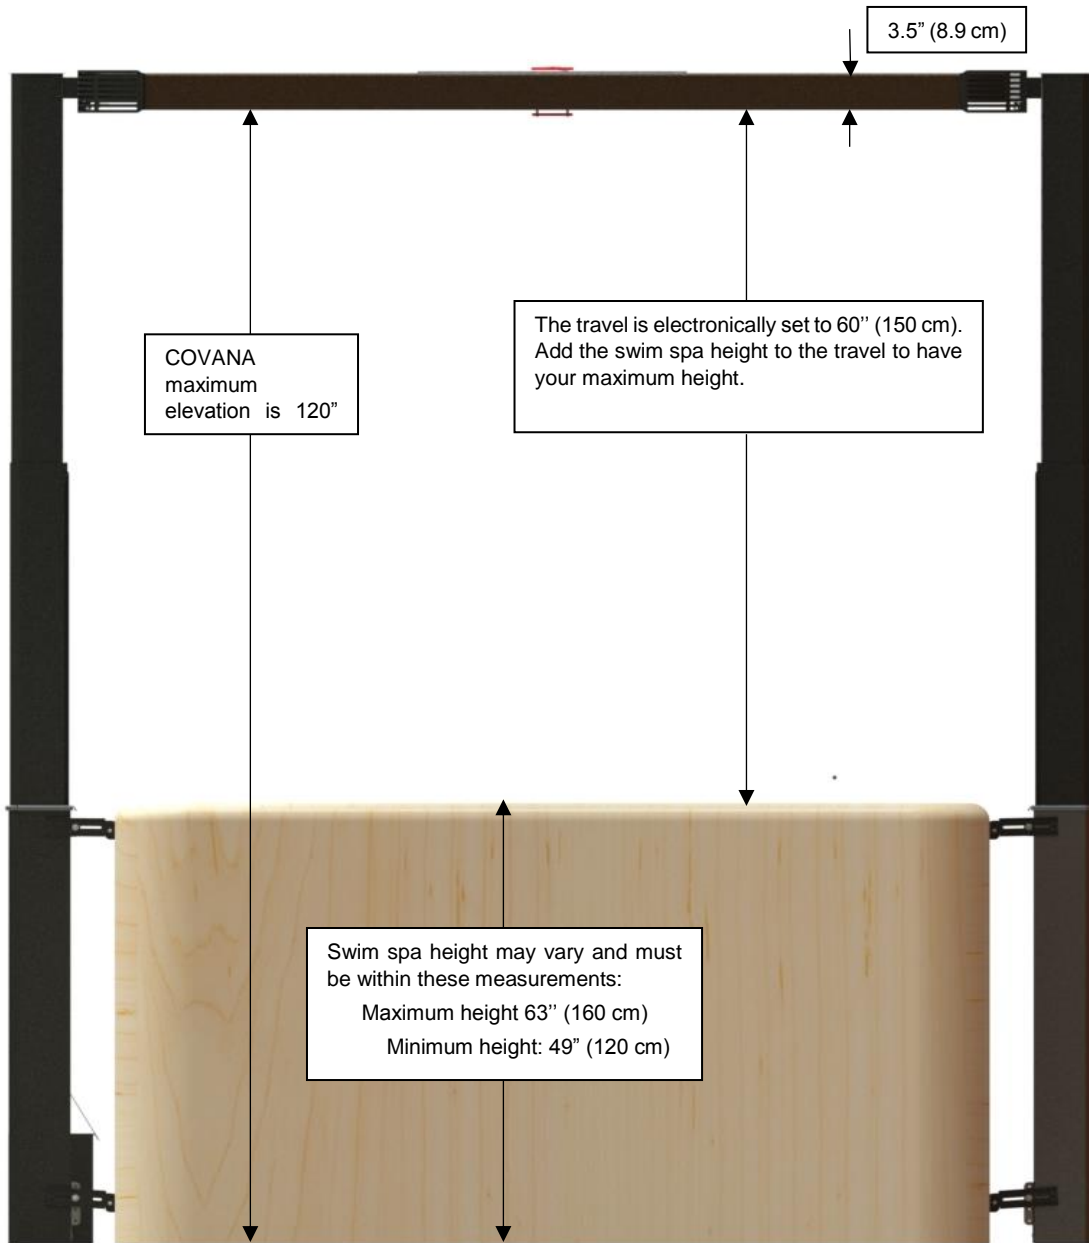 3.5” (8.9 cm)
COVANA
maximum
elevation is 120”
The travel is electronically set to 60’’ (150 cm).
Add the swim spa height to the travel to have
your maximum height.
Swim spa height may vary and must
be within these measurements:
Maximum height 63’’ (160 cm)
Minimum height: 49” (120 cm)